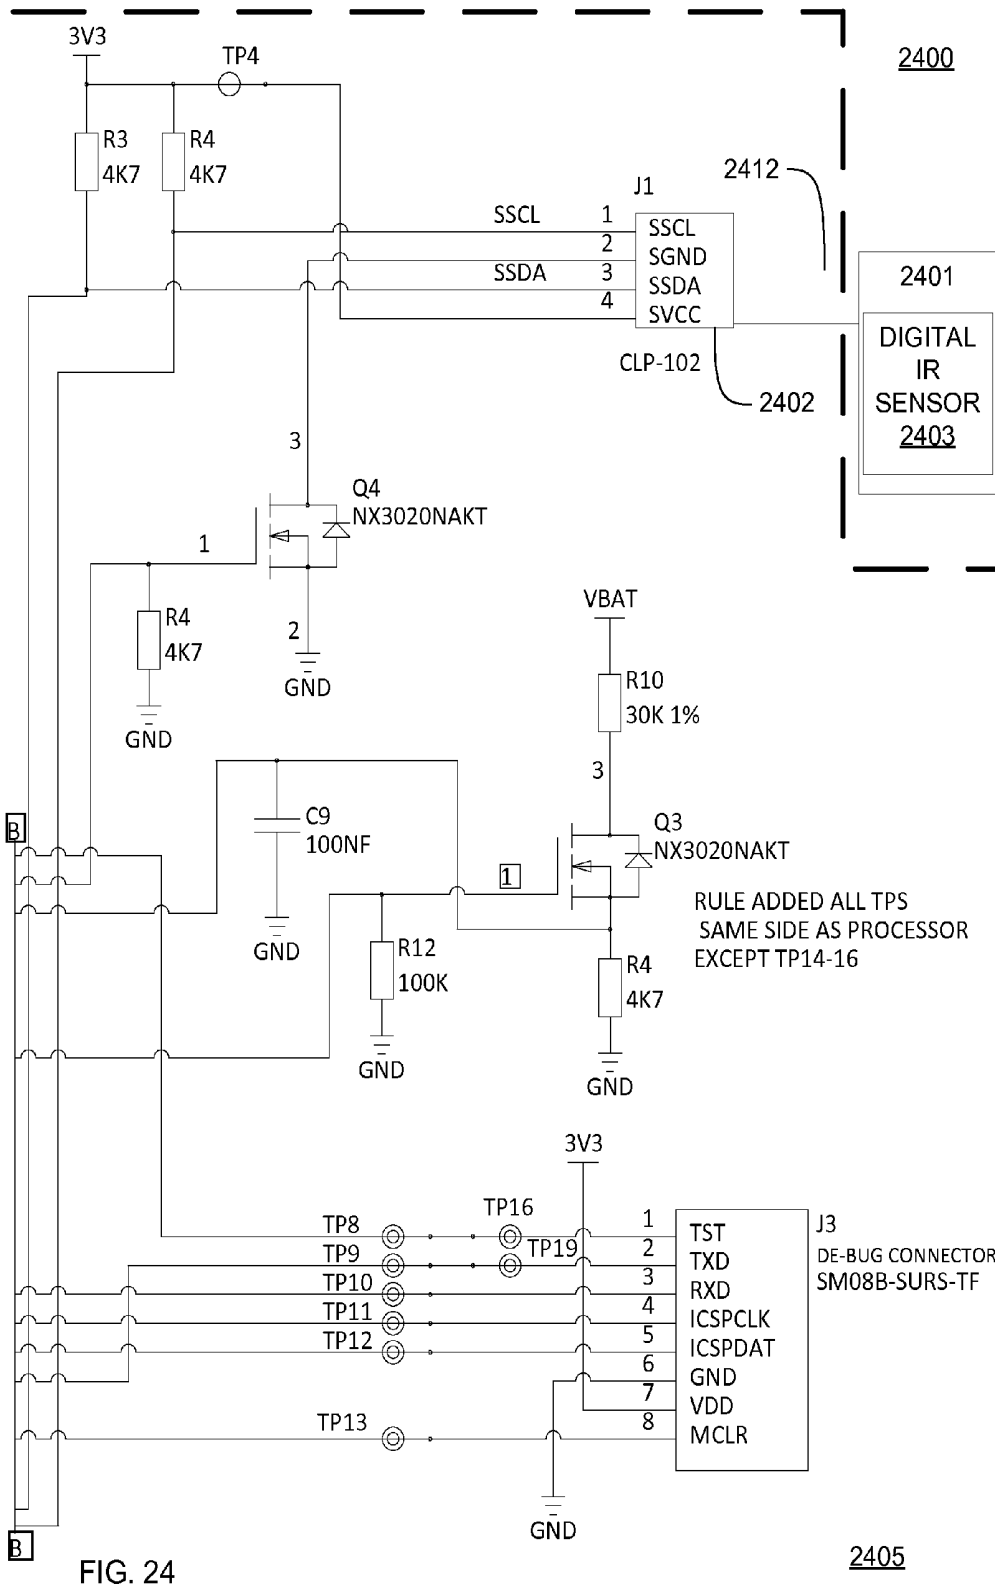 3V3
TP4
2400
R3
4K7
R4
4K7
2412
J1
SSCL
1
SSCL
2
SGND
SSDA
3
SSDA
4
SVCC
2401
DIGITAL
IR
SENSOR
2403
CLP-102
2402
3
Q4
NX3020NAKT
1
R4
4K7
2
GND
GND
VBAT
R10
30K 1%
3
B
C9
100NF
Q3
NX3020NAKT
1
RULE ADDED ALL TPS
SAME SIDE AS PROCESSOR
EXCEPT TP14-16
GND
R12
100K
R4
4K7
GND
GND
3V3
TP8
TP16
1
TST
J3
TP9
TP19
2
TXD
DE-BUG CONNECTOR
TP10
3
RXD
SM08B-SURS-TF
TP11
4
ICSPCLK
TP12
5
ICSPDAT
6
GND
7
VDD
TP13
8
MCLR
GND
B
FIG. 24
2405